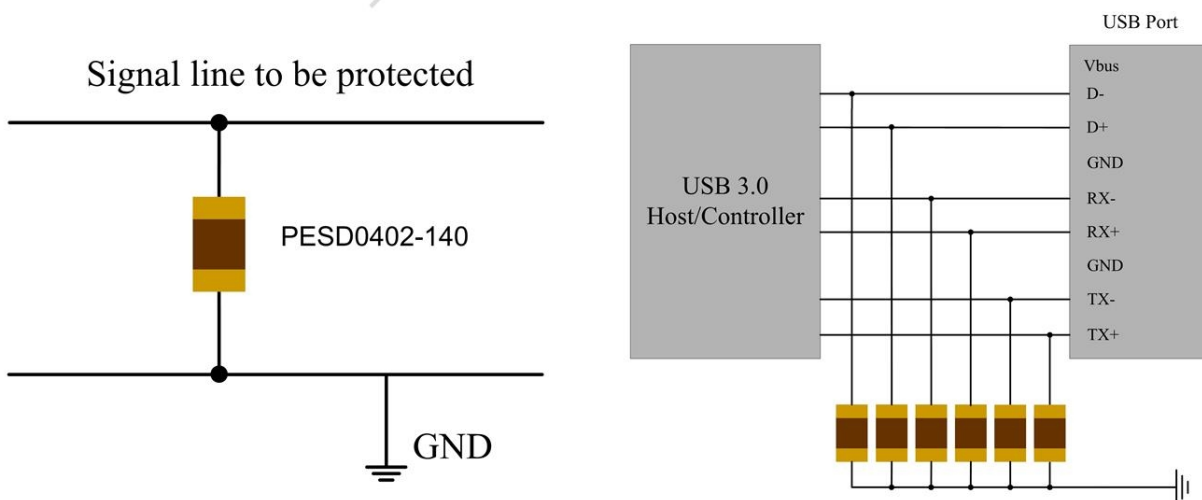 Signal line to be protected
PESD0402-140
GND
USB Port
USB 3.0
Host/Controller
Vbus
D-
D+
GND
RX-
RX+
GND
TX-
TX+